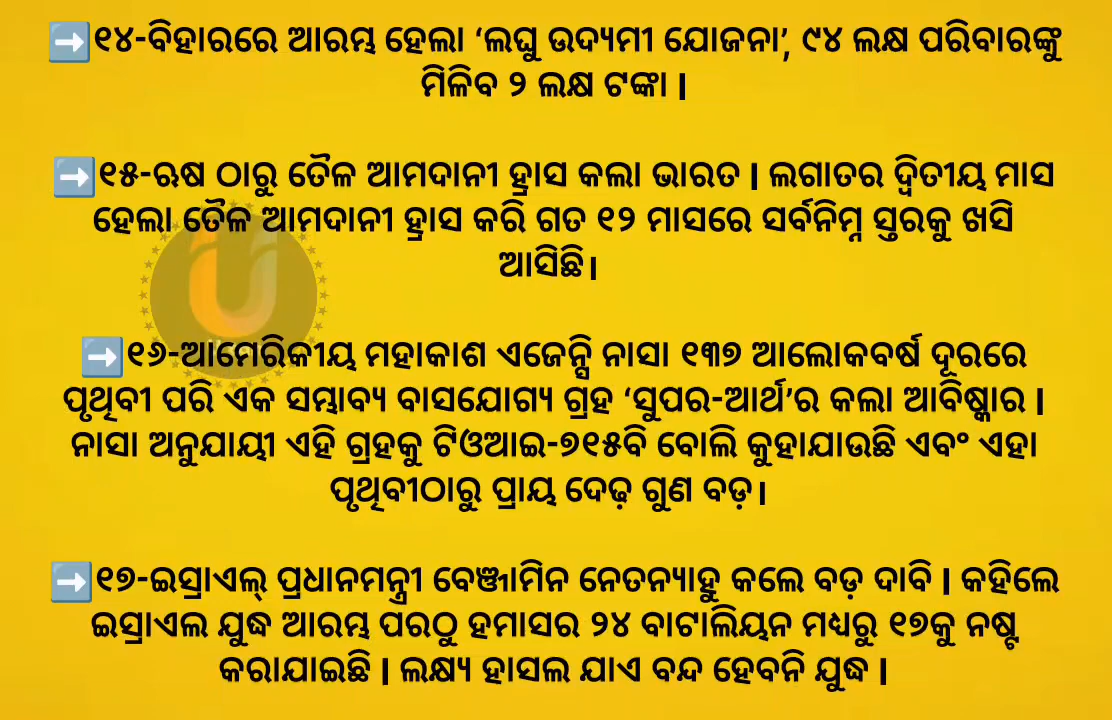 ➡️୧୪-ବିହାରରେ ଆରମ୍ଭ ହେଲା ‘ଲଘୁ ଉଦ୍ୟମୀ ଯୋଜନା’, ୯୪ ଲକ୍ଷ ପରିବାରଙ୍କୁ
ମିଳିବ ୨ ଲକ୍ଷ ଟଙ୍କା ।
➡️୧୫-ଋଷ ଠାରୁ ତୈଳ ଆମଦାନୀ ହ୍ରାସ କଲା ଭାରତ । ଲଗାତର ଦ୍ୱିତୀୟ ମାସ
ହେଲା ତୈଳ ଆମଦାନୀ ହ୍ରାସ କରି ଗତ ୧୨ ମାସରେ ସର୍ବନିମ୍ନ ସ୍ତରକୁ ଖସି
ଆସିଛି।
➡️୧୬-ଆମେରିକୀୟ ମହାକାଶ ଏଜେନ୍ସି ନାସା ୧୩୭ ଆଲୋକବର୍ଷ ଦୂରରେ
ପୃଥିବୀ ପରି ଏକ ସମ୍ଭାବ୍ୟ ବାସଯୋଗ୍ୟ ଗ୍ରହ ‘ସୁପର-ଆର୍ଥ’ର କଲା ଆବିଷ୍କାର ।
ନାସା ଅନୁଯାୟୀ ଏହି ଗ୍ରହକୁ ଟିଓଆଇ-୭୧୫ବି ବୋଲି କୁହାଯାଉଛି ଏବଂ ଏହା
ପୃଥିବୀଠାରୁ ପ୍ରାୟ ଦେଢ଼ ଗୁଣ ବଡ଼।
➡️୧୭-ଇସ୍ରାଏଲ୍ ପ୍ରଧାନମନ୍ତ୍ରୀ ବେଞ୍ଜାମିନ ନେତନ୍ୟାହୁ କଲେ ବଡ଼ ଦାବି । କହିଲେ
ଇସ୍ରାଏଲ ଯୁଦ୍ଧ ଆରମ୍ଭ ପରଠୁ ହମାସର ୨୪ ବାଟାଲିୟନ ମଧ୍ୟରୁ ୧୭କୁ ନଷ୍ଟ
କରାଯାଇଛି । ଲକ୍ଷ୍ୟ ହାସଲ ଯାଏ ବନ୍ଦ ହେବନି ଯୁଦ୍ଧ ।